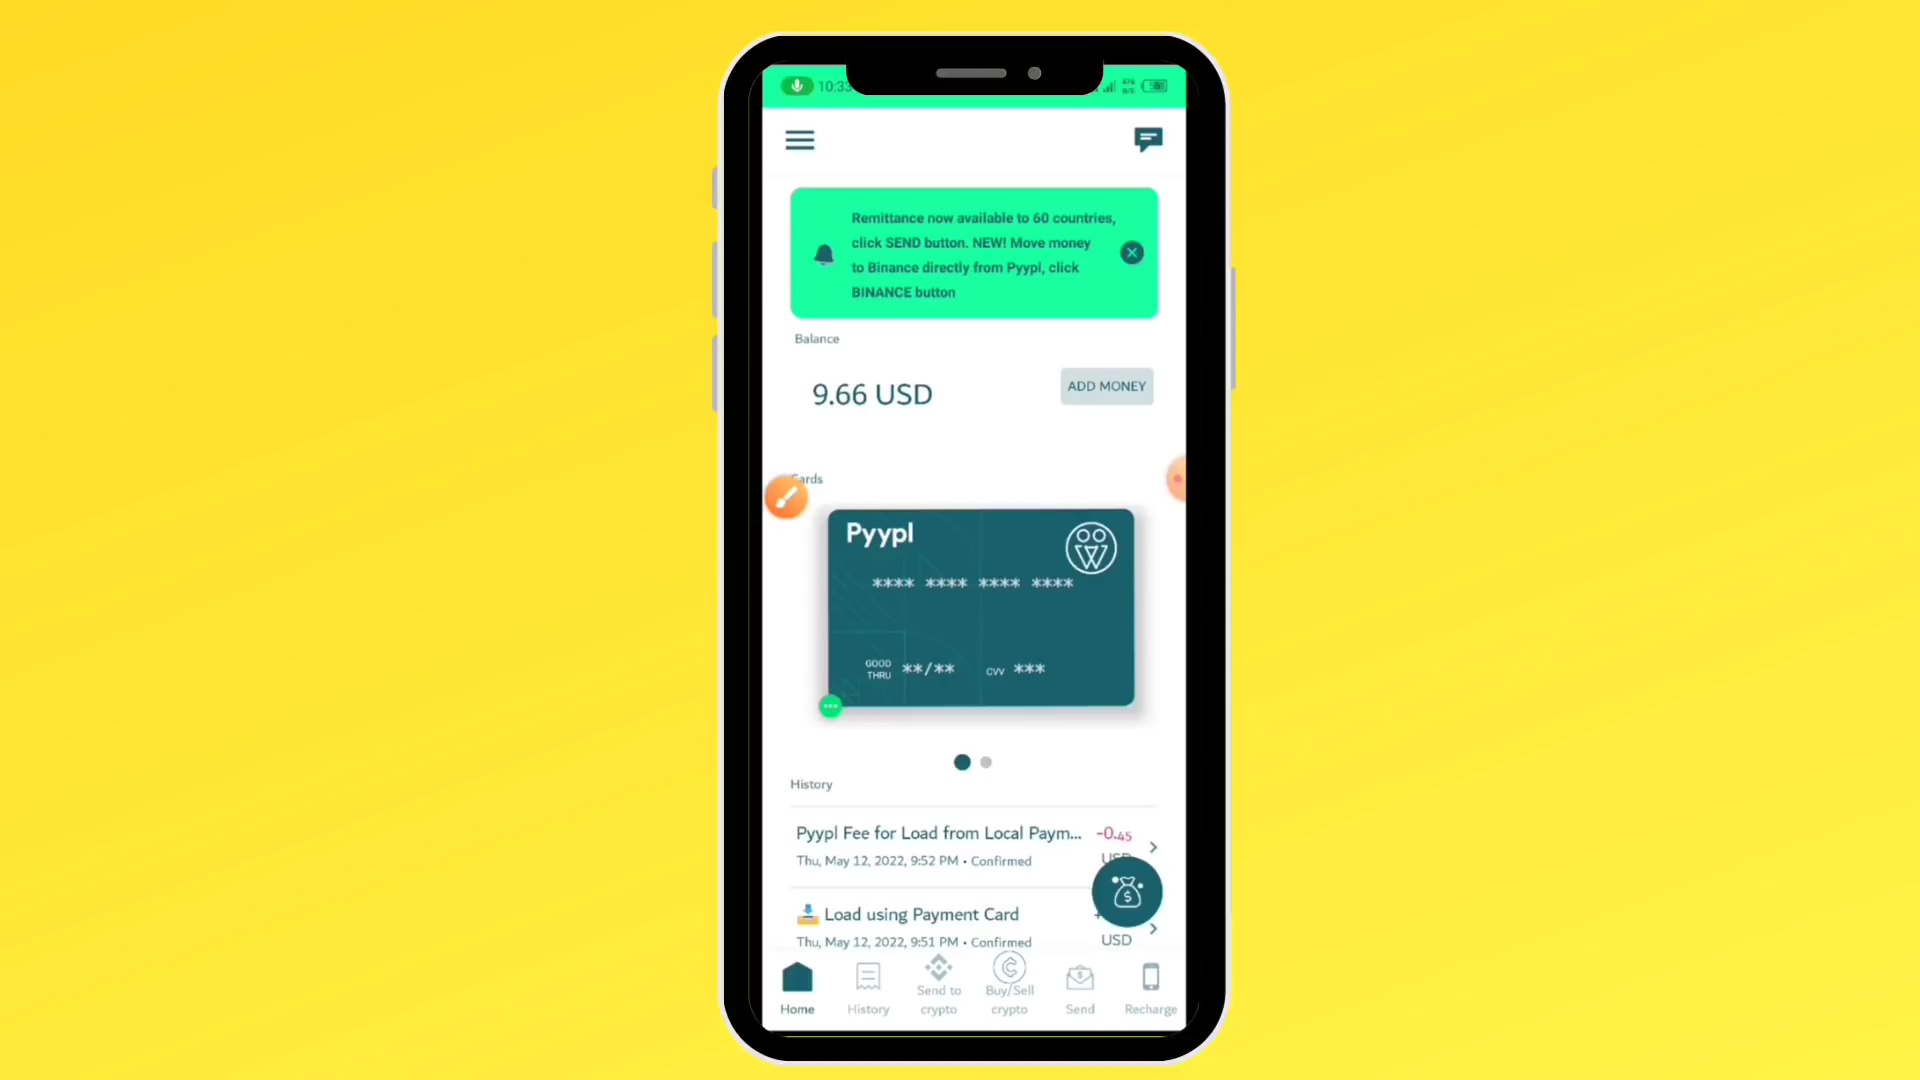 10:33
Remittance now available to 60 countries,
click SEND button. NEW! Move money
to Binance directly from Pyypl, click
BINANCE button
Balance
9.66 USD
ADD MONEY
Pyypl
**** **** **** ****
GOOD
THRU **/** CVV ***
History
Pyypl Fee for Load from Local Paym... -0.45
USD
Thu, May 12, 2022, 9:52 PM • Confirmed
Load using Payment Card
Thu, May 12, 2022, 9:51 PM • Confirmed
USD
Home
History
Send to
crypto
Buy/Sell
crypto
Send
Recharge